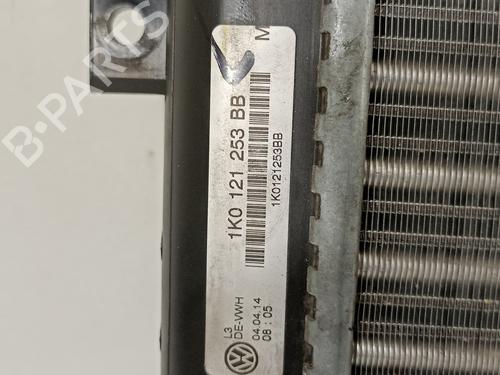 B-PARTS
M
1K0 121 253 BB
1K0121253BB
L3
DE-VWH
04.04.14
08:05